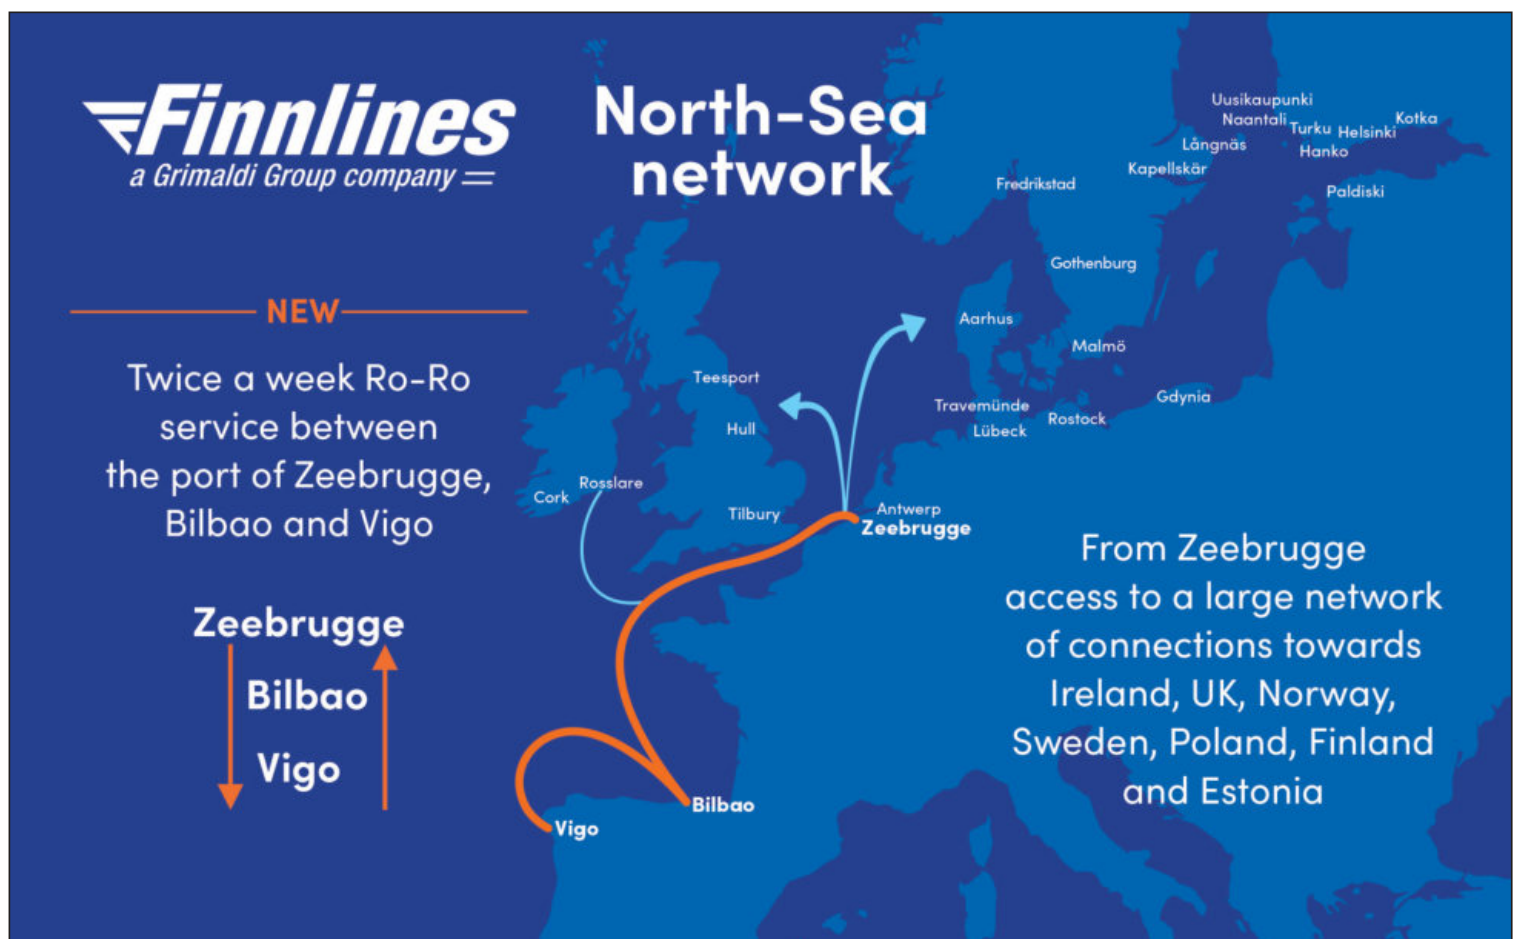 Finnlines
a Grimaldi Group company
North-Sea
network
NEW
Twice a week Ro-Ro
service between
the port of Zeebrugge,
Bilbao and Vigo
Zeebrugge
Bilbao
Vigo
Uusikaupunki
Naantali
Turku
Helsinki
Kotka
Långnäs
Hanko
Kapellskär
Paldiski
Fredrikstad
Gothenburg
Aarhus
Malmö
Teesport
Gdynia
Travemünde
Rostock
Hull
Lübeck
Rosslare
Cork
Tilbury
Antwerp
Zeebrugge
Bilbao
Vigo
From Zeebrugge
access to a large network
of connections towards
Ireland, UK, Norway,
Sweden, Poland, Finland
and Estonia